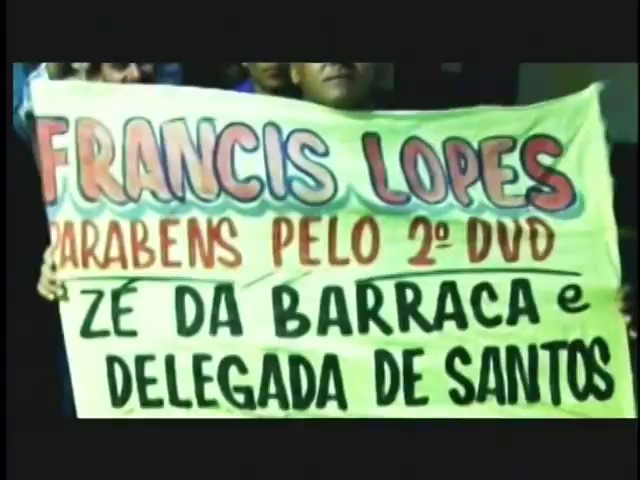 FRANCIS LOPES
PARABENS PELO 2º DVD
ZÉ DA BARRACA e
DELEGADA DE SANTOS